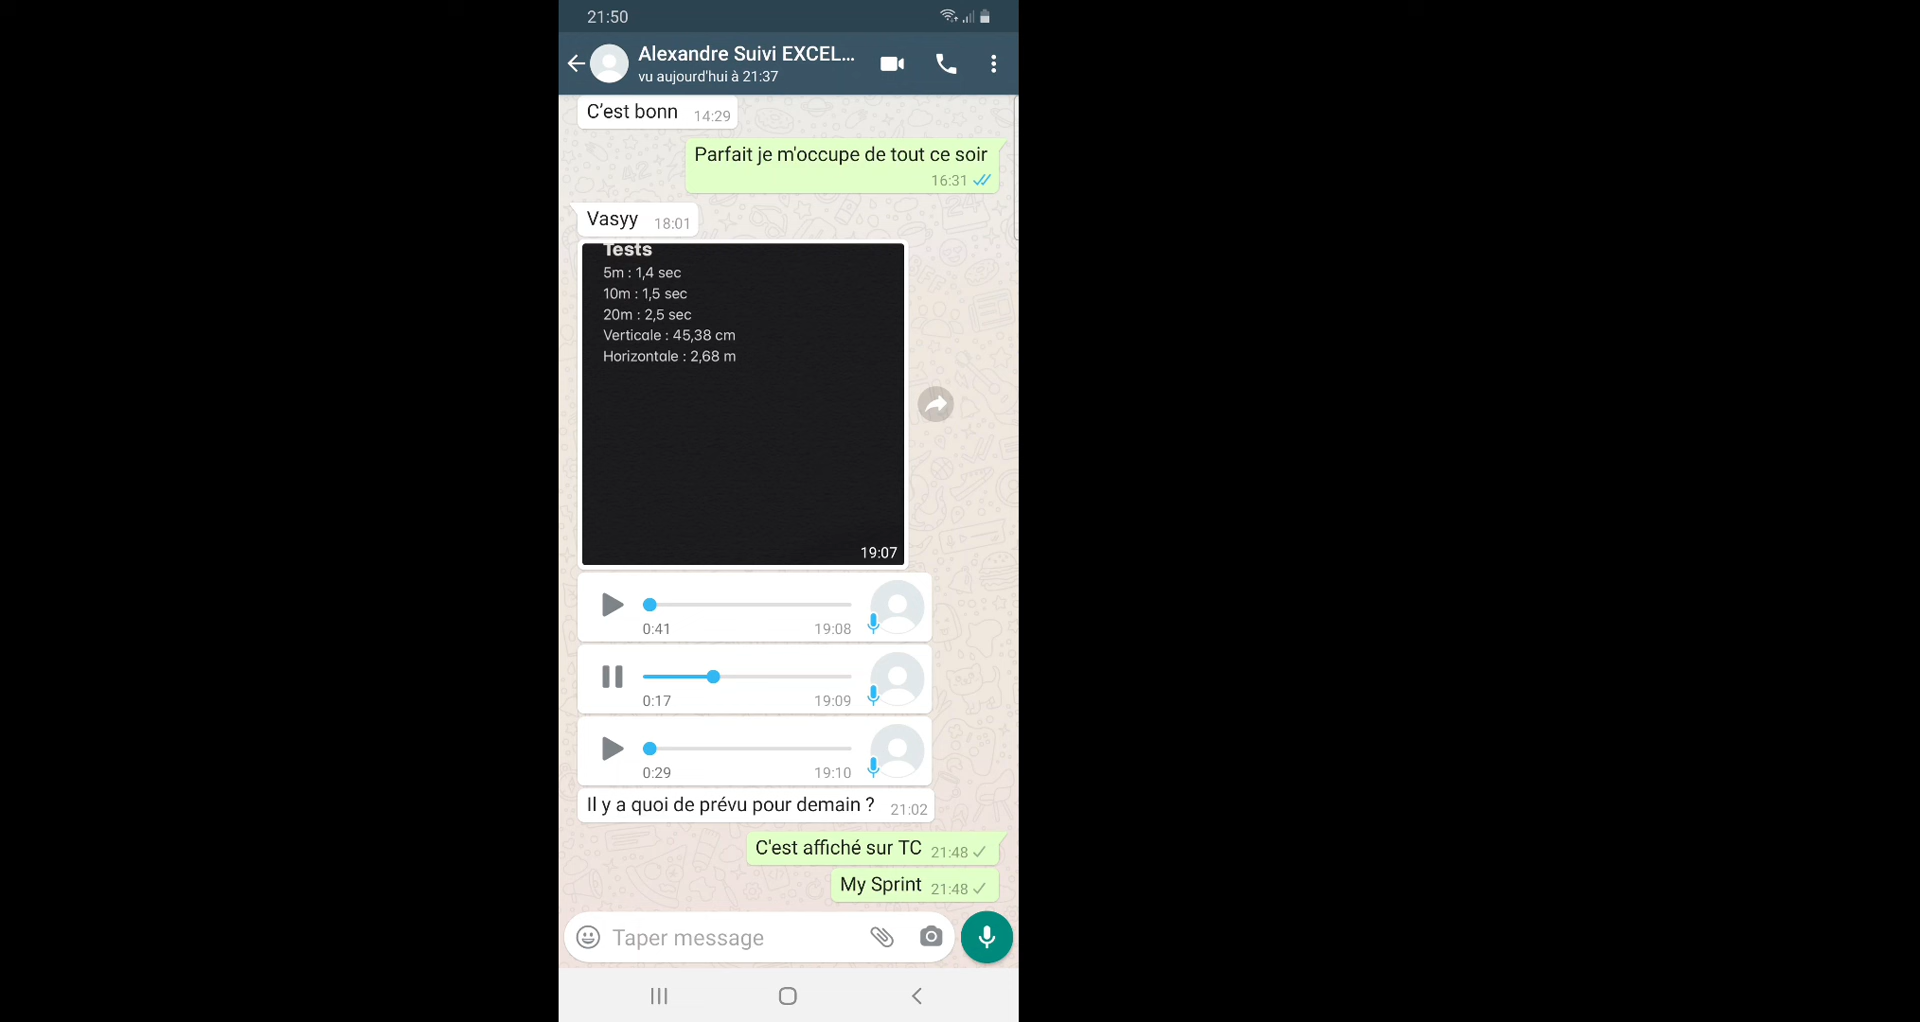 21:50
Alexandre Suivi EXCEL...
vu aujourd'hui à 21:37
C’est bonn 14:29
Parfait je m'occupe de tout ce soir
16:31
Vasyy 18:01
Tests
5m : 1,4 sec
10m : 1,5 sec
20m : 2,5 sec
Verticale : 45,38 cm
Horizontale : 2,68 m
19:07
0:41 19:08
0:17 19:09
0:29 19:10
Il y a quoi de prévu pour demain ? 21:02
C'est affiché sur TC 21:48
My Sprint 21:48
Taper message